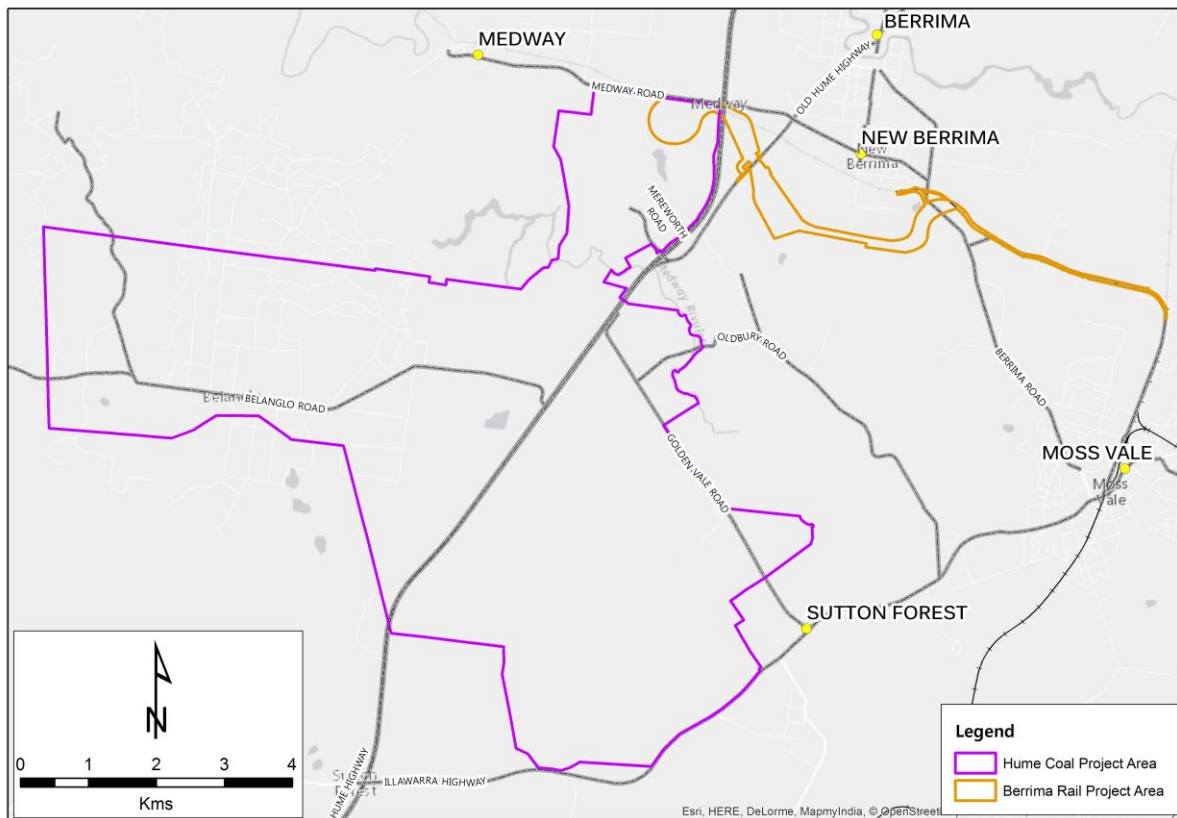 MEDWAY
BERRIMA
OLD HUME HIGHWAY
MEDWAY ROAD
Medway
NEW BERRIMA
New
Berrima
MEREWORTH
ROAD
Medway Rivulet
OLDBURY ROAD
BERRIMA ROAD
BELANGLO ROAD
GOLDEN VALE ROAD
MOSS VALE
Moss
Vale
SUTTON FOREST
HUME HIGHWAY
ILLAWARRA HIGHWAY
N
0 1 2 3 4
Kms
Legend
Hume Coal Project Area
Berrima Rail Project Area
Esri, HERE, DeLorme, MapmyIndia, ©